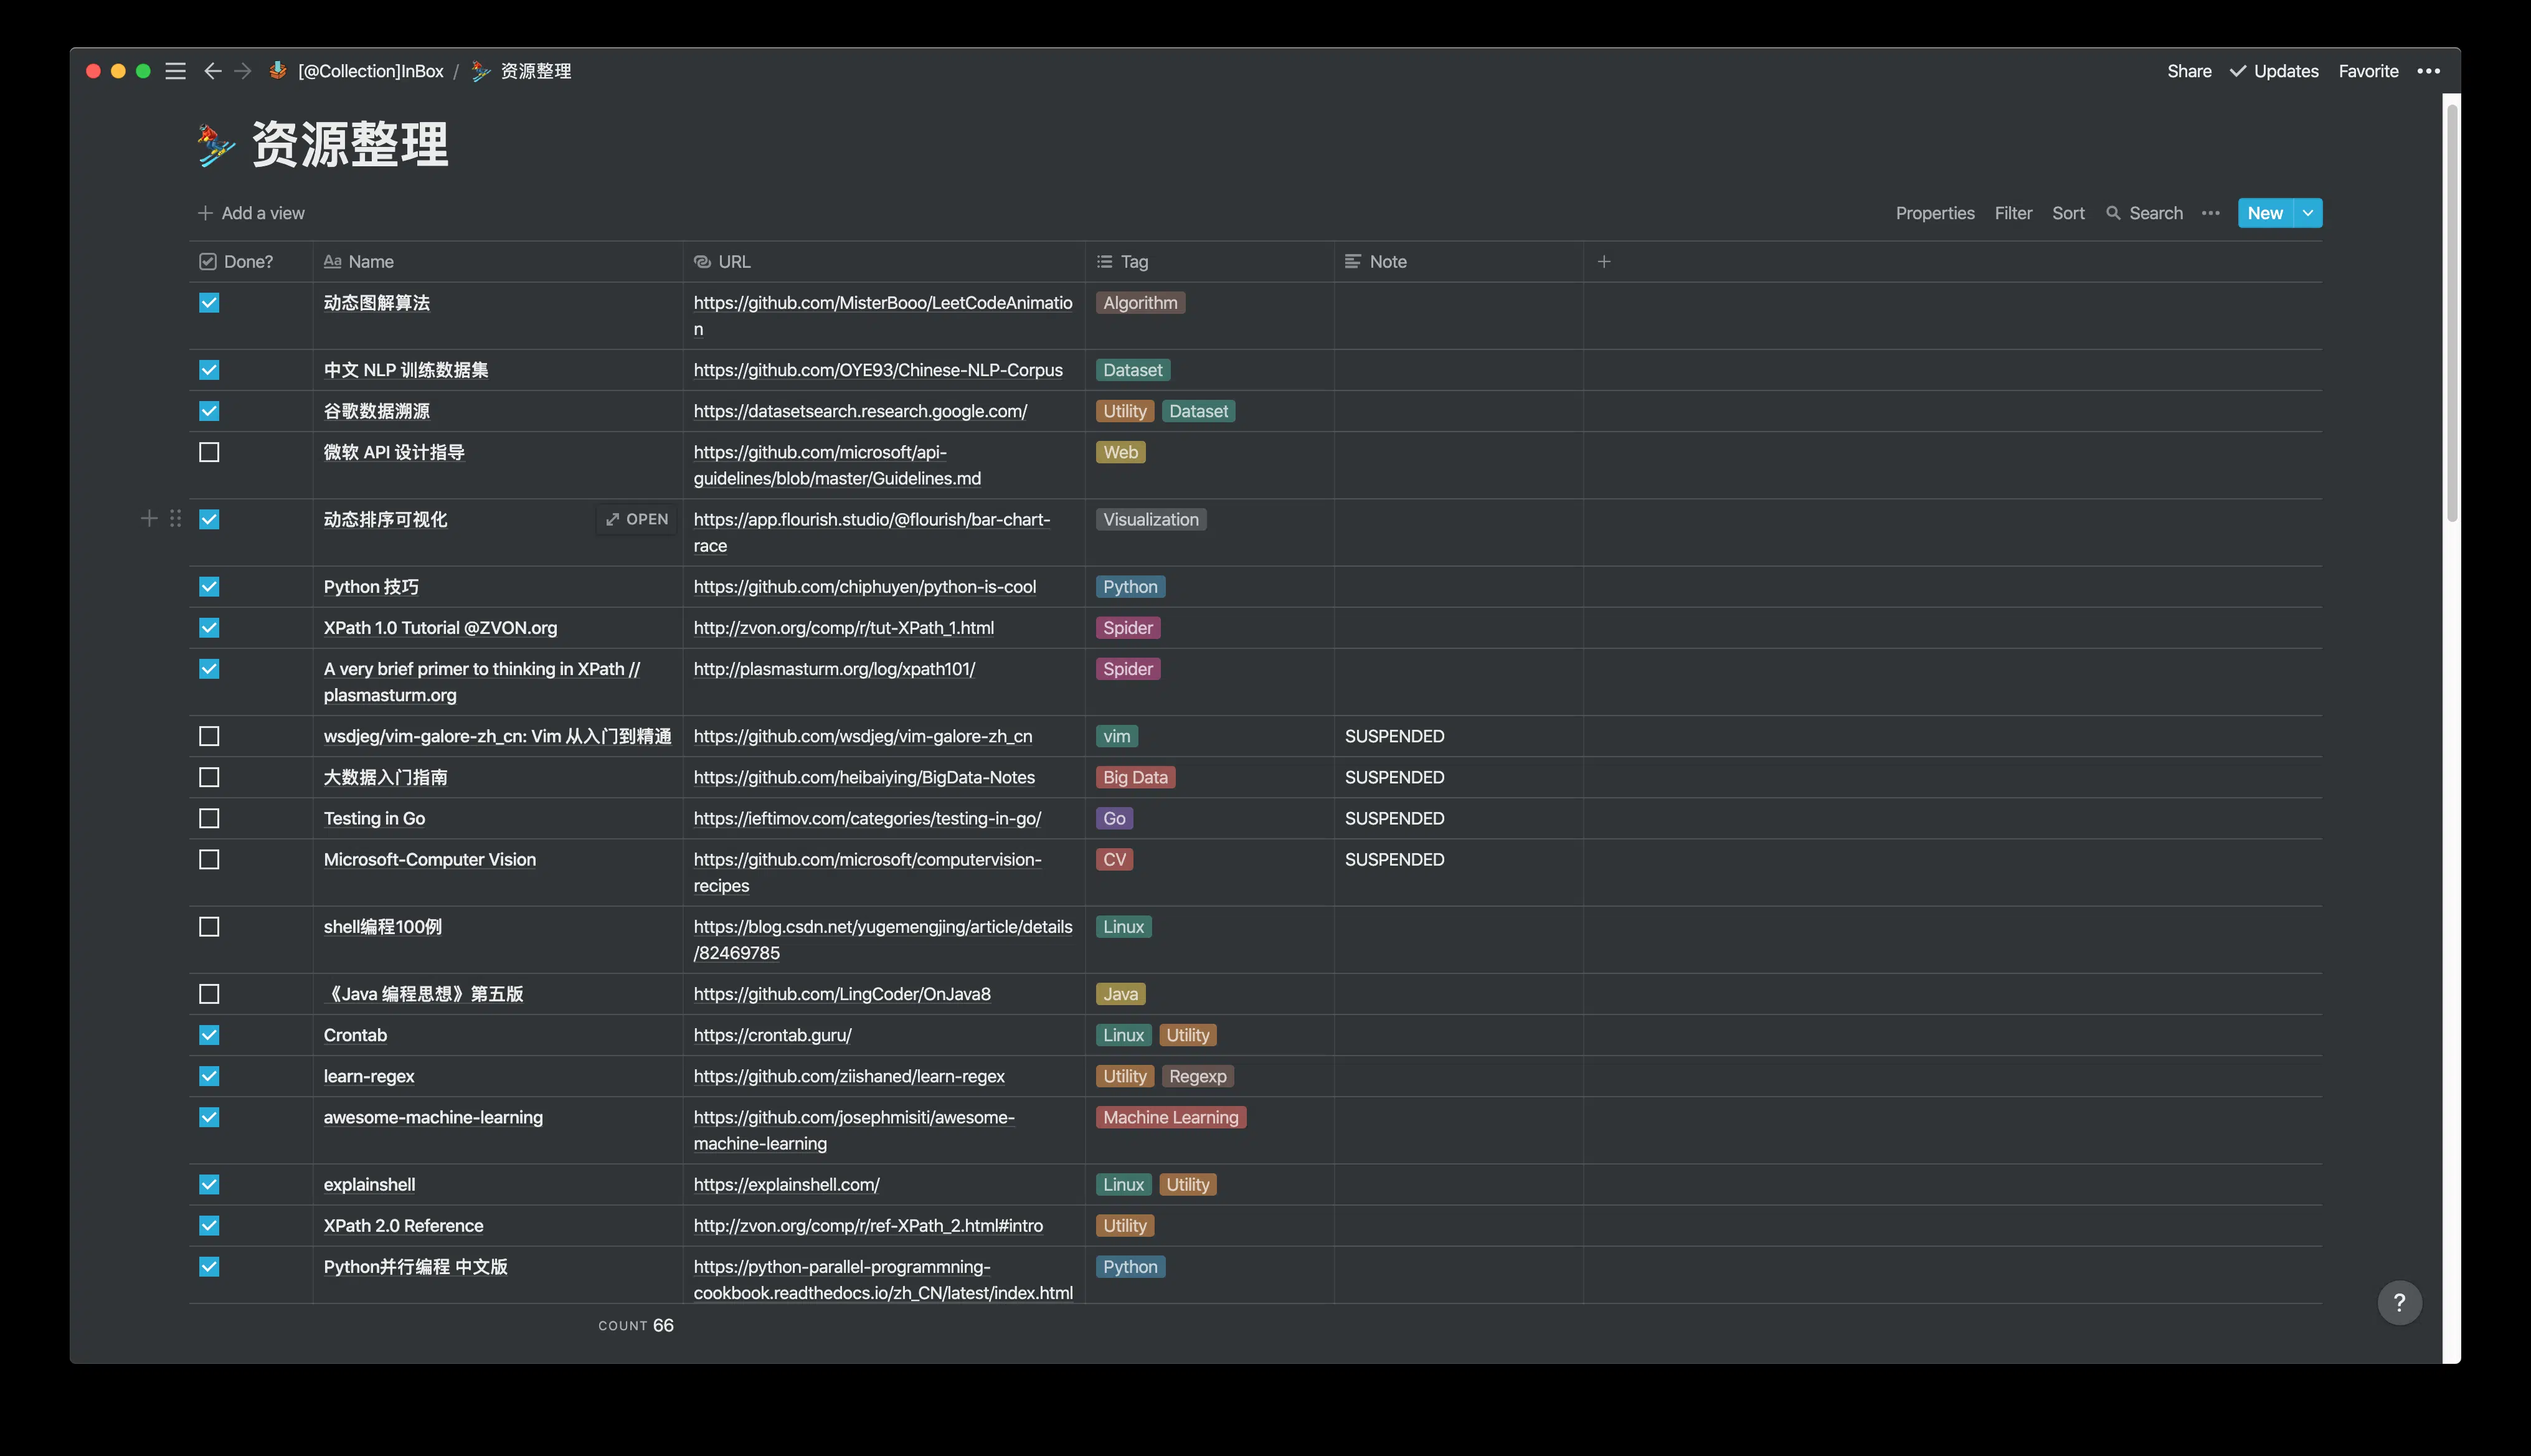 [@Collection]InBox / 资源整理
Share Updates Favorite
资源整理
Add a view
Properties Filter Sort Search New
Done? Name URL Tag Note
动态图解算法 https://github.com/MisterBooo/LeetCodeAnimatio Algorithm
n
中文 NLP 训练数据集 https://github.com/OYE93/Chinese-NLP-Corpus Dataset
谷歌数据溯源 https://datasetsearch.research.google.com/ Utility Dataset
微软 API 设计指导 https://github.com/microsoft/api- Web
guidelines/blob/master/Guidelines.md
动态排序可视化 OPEN https://app.flourish.studio/@flourish/bar-chart- Visualization
race
Python 技巧 https://github.com/chiphuyen/python-is-cool Python
XPath 1.0 Tutorial @ZVON.org http://zvon.org/comp/r/tut-XPath_1.html Spider
A very brief primer to thinking in XPath // http://plasmasturm.org/log/xpath101/ Spider
plasmasturm.org
wsdjeg/vim-galore-zh_cn: Vim 从入门到精通 https://github.com/wsdjeg/vim-galore-zh_cn vim SUSPENDED
大数据入门指南 https://github.com/heibaiying/BigData-Notes Big Data SUSPENDED
Testing in Go https://ieftimov.com/categories/testing-in-go/ Go SUSPENDED
Microsoft-Computer Vision https://github.com/microsoft/computervision- CV SUSPENDED
recipes
shell编程100例 https://blog.csdn.net/yugemengjing/article/details Linux
/82469785
《Java 编程思想》第五版 https://github.com/LingCoder/OnJava8 Java
Crontab https://crontab.guru/ Linux Utility
learn-regex https://github.com/ziishaned/learn-regex Utility Regexp
awesome-machine-learning https://github.com/josephmisiti/awesome- Machine Learning
machine-learning
explainshell https://explainshell.com/ Linux Utility
XPath 2.0 Reference http://zvon.org/comp/r/ref-XPath_2.html#intro Utility
Python并行编程 中文版 https://python-parallel-programmning- Python
cookbook.readthedocs.io/zh_CN/latest/index.html
COUNT 66
?